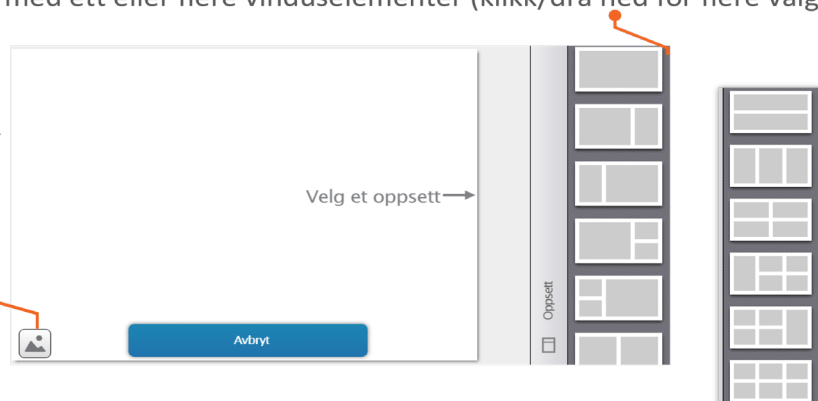 med ett eller flere vinduselementer (klikk/dra ned for flere valg
Velg et oppsett
Oppsett
Avbryt